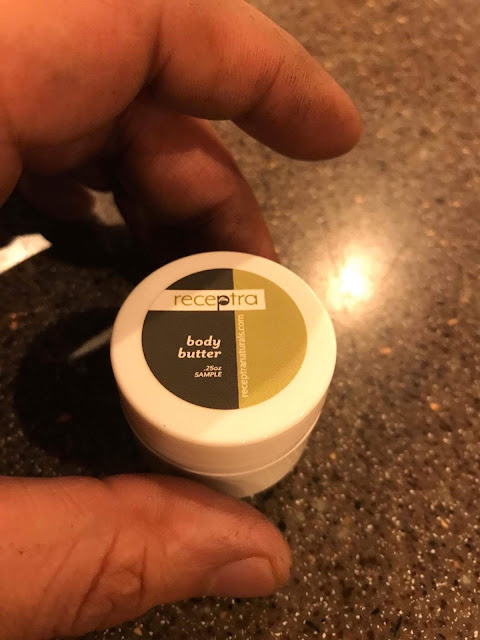 receptra
body
butter
.25oz
SAMPLE
receptranaturals.com